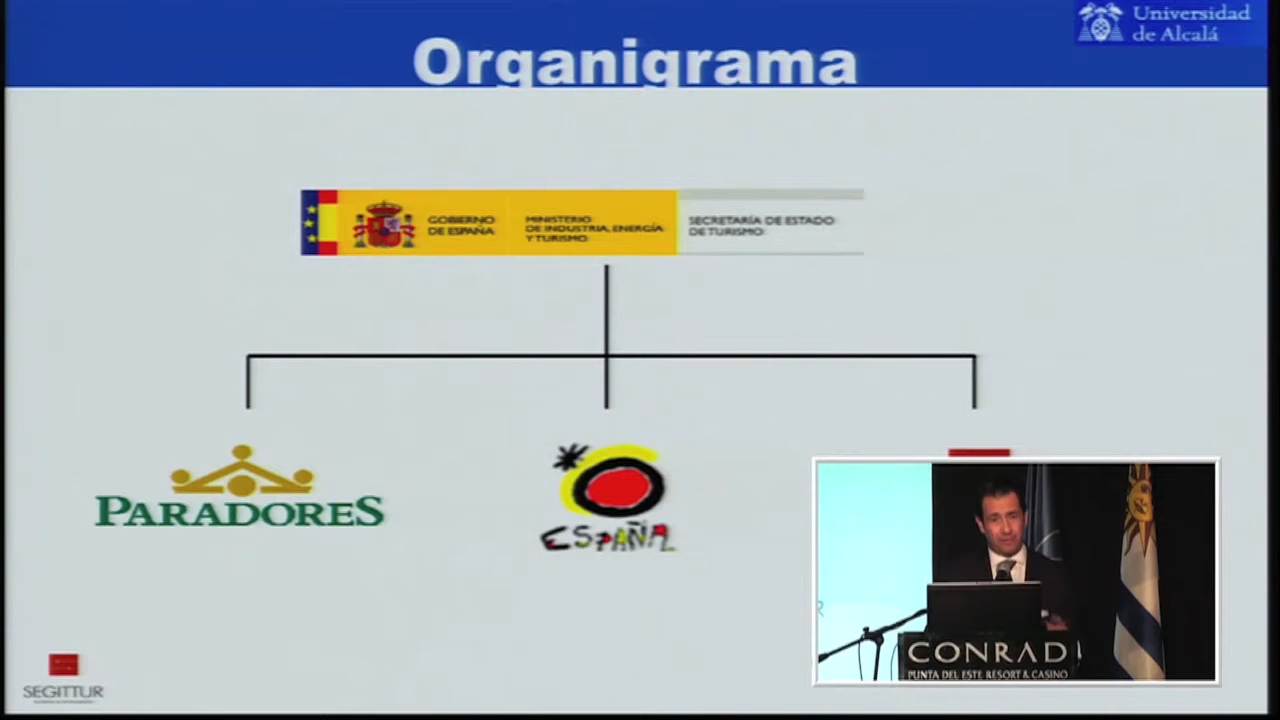 Universidad
de Alcalá
Organigrama
GOBIERNO
DE ESPAÑA
MINISTERIO
DE INDUSTRIA, ENERGÍA
Y TURISMO
SECRETARÍA DE ESTADO
DE TURISMO
PARADORES
ESPAÑA
CONRAD
PUNTA DEL ESTE RESORT & CASINO
SEGITTUR